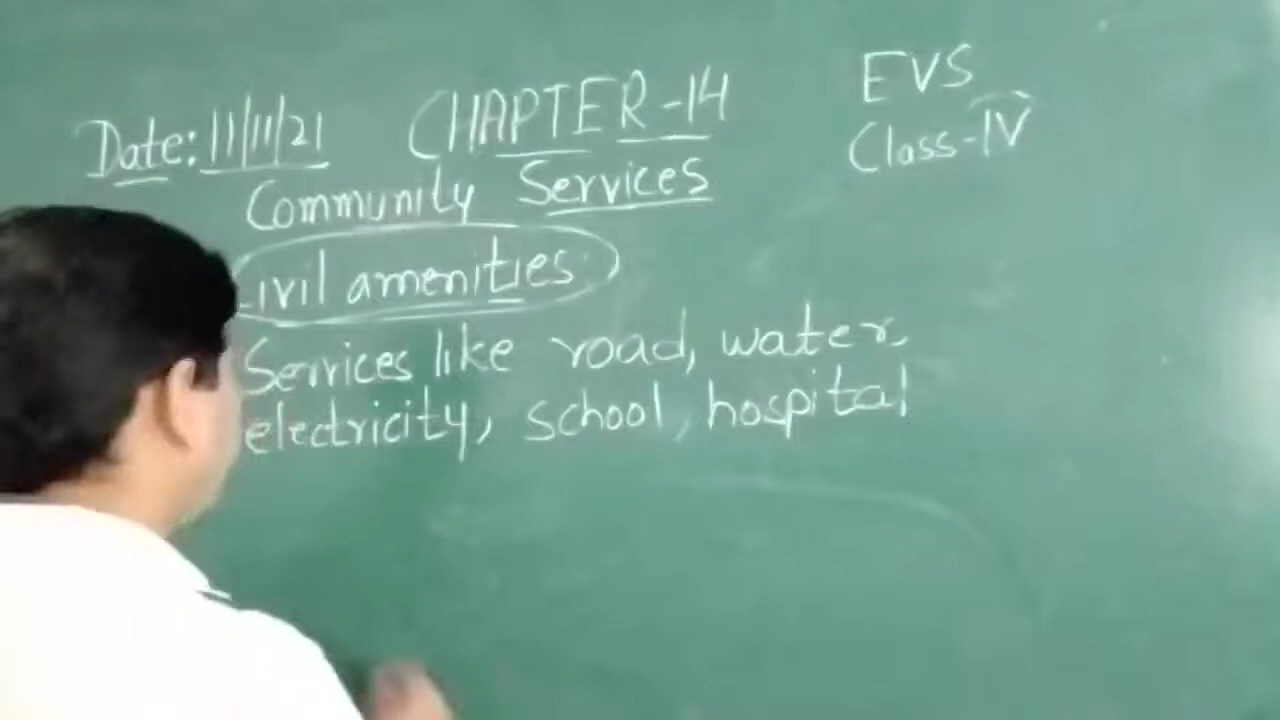 EVS
Date: 11/11/21 CHAPTER-14
Class-IV
Community Services
Civil amenities
Services like road, water,
electricity, school, hospital